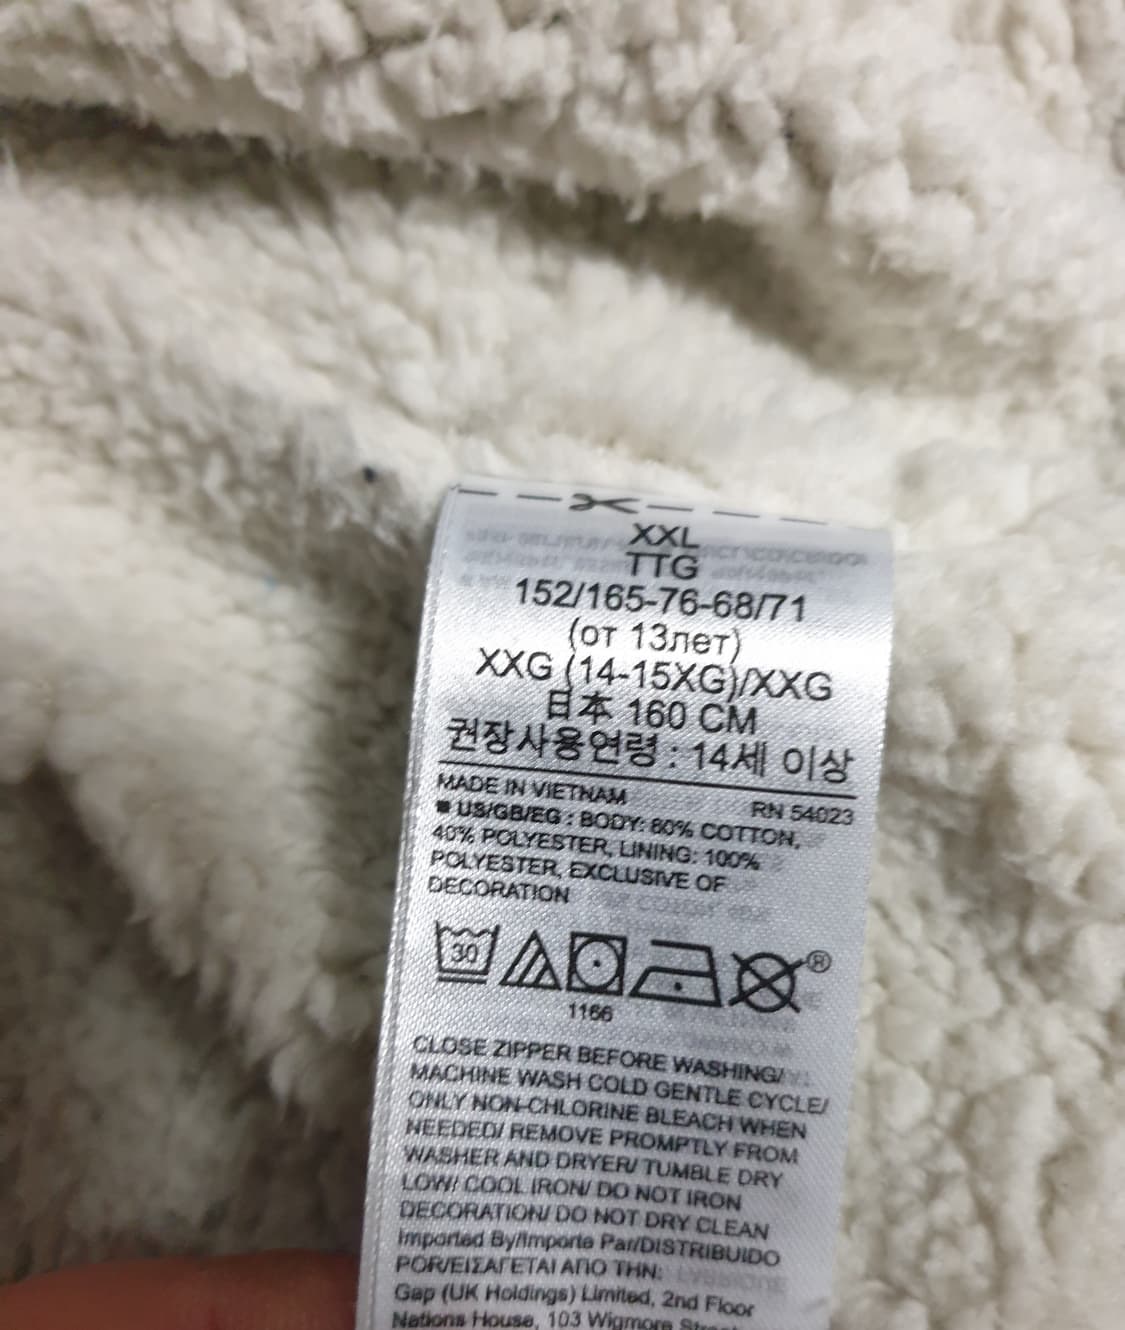 XXL
TTG
152/165-76-68/71
(от 13лет)
XXG (14-15XG)/XXG
日本 160 CM
권장사용연령 : 14세 이상
MADE IN VIETNAM RN 54023
■ US/GB/EG : BODY: 60% COTTON,
40% POLYESTER, LINING: 100%
POLYESTER, EXCLUSIVE OF
DECORATION
30 ®
1166
CLOSE ZIPPER BEFORE WASHING/
MACHINE WASH COLD GENTLE CYCLE/
ONLY NON-CHLORINE BLEACH WHEN
NEEDED/ REMOVE PROMPTLY FROM
WASHER AND DRYER/ TUMBLE DRY
LOW/ COOL IRON/ DO NOT IRON
DECORATION/ DO NOT DRY CLEAN
Imported By/Importe Par/DISTRIBUIDO
POR/ΕΙΣΑΓΕΤΑΙ ΑΠΟ ΤΗΝ:
Gap (UK Holdings) Limited, 2nd Floor
Nations House, 103 Wigmore